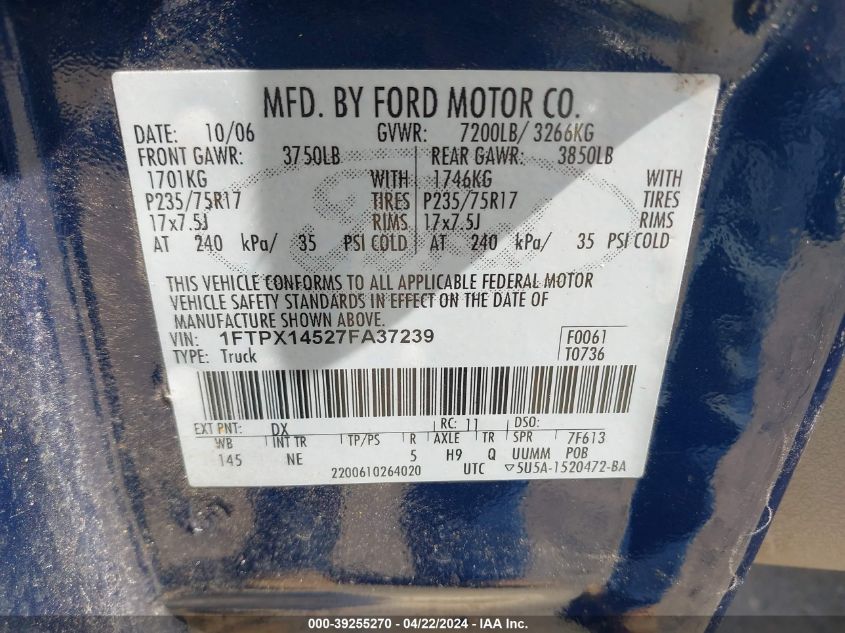 MFD. BY FORD MOTOR CO.
DATE: 10/06 GVWR: 7200LB/ 3266KG
FRONT GAWR: 3750LB REAR GAWR: 3850LB
1701KG WITH 1746KG WITH
P235/75R17 TIRES P235/75R17 TIRES
17x7.5J RIMS 17x7.5J RIMS
AT 240 kPa/ 35 PSI COLD AT 240 kPa/ 35 PSI COLD
THIS VEHICLE CONFORMS TO ALL APPLICABLE FEDERAL MOTOR
VEHICLE SAFETY STANDARDS IN EFFECT ON THE DATE OF
MANUFACTURE SHOWN ABOVE.
VIN: 1FTPX14527FA37239 F0061
TYPE: Truck T0736
EXT PNT: DX RC: 11 DSO:
WB INT TR TP/PS R AXLE TR SPR 7F613
145 NE 5 H9 Q UUMM POB
2200610264020 UTC ▽5U5A-1520472-BA
000-39255270 - 04/22/2024 - IAAI.COM